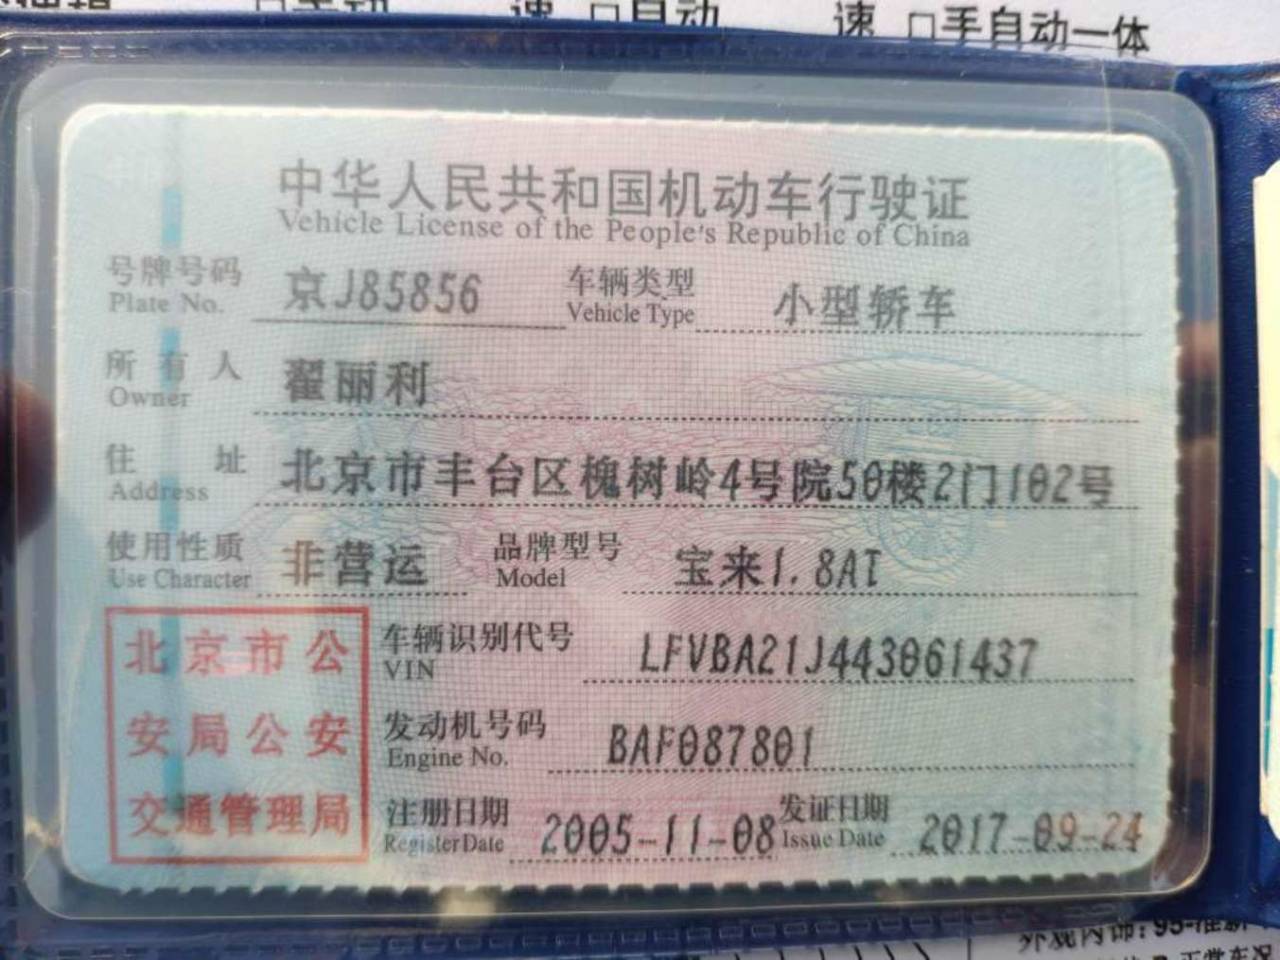 速 口自动 速 口手自动一体
中华人民共和国机动车行驶证
Vehicle License of the People's Republic of China
号牌号码 京J85856 车辆类型 小型轿车
Plate No. Vehicle Type
所有人 翟丽利
Owner
住址 北京市丰台区槐树岭4号院50楼2门102号
Address
使用性质 非营运 品牌型号 宝来1.8AT
Use Character Model
北京市公
安局公安
交通管理局
车辆识别代号 LFVBA21J443061437
VIN
发动机号码 BAF087801
Engine No.
注册日期 2005-11-08 发证日期 2017-09-24
Register Date Issue Date